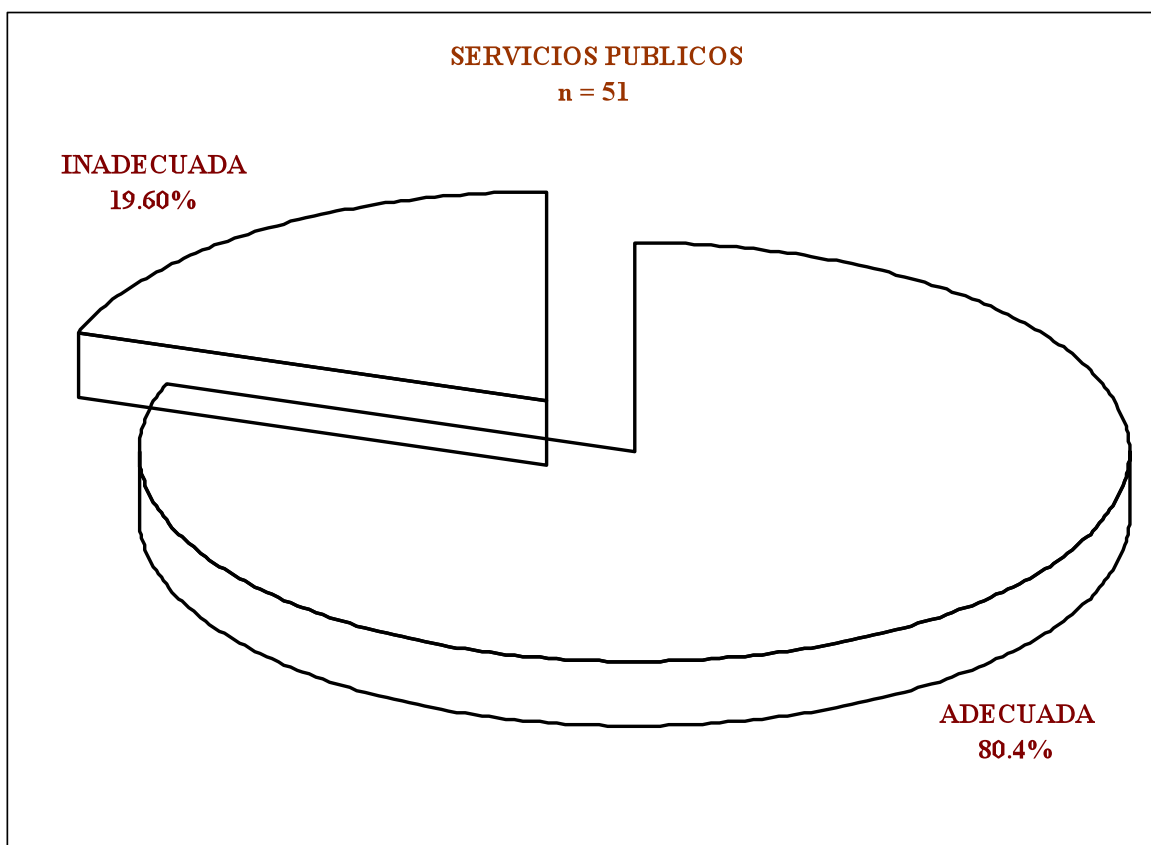 SERVICIOS PUBLICOS
n = 51
INADECUADA
19.60%
ADECUADA
80.4%